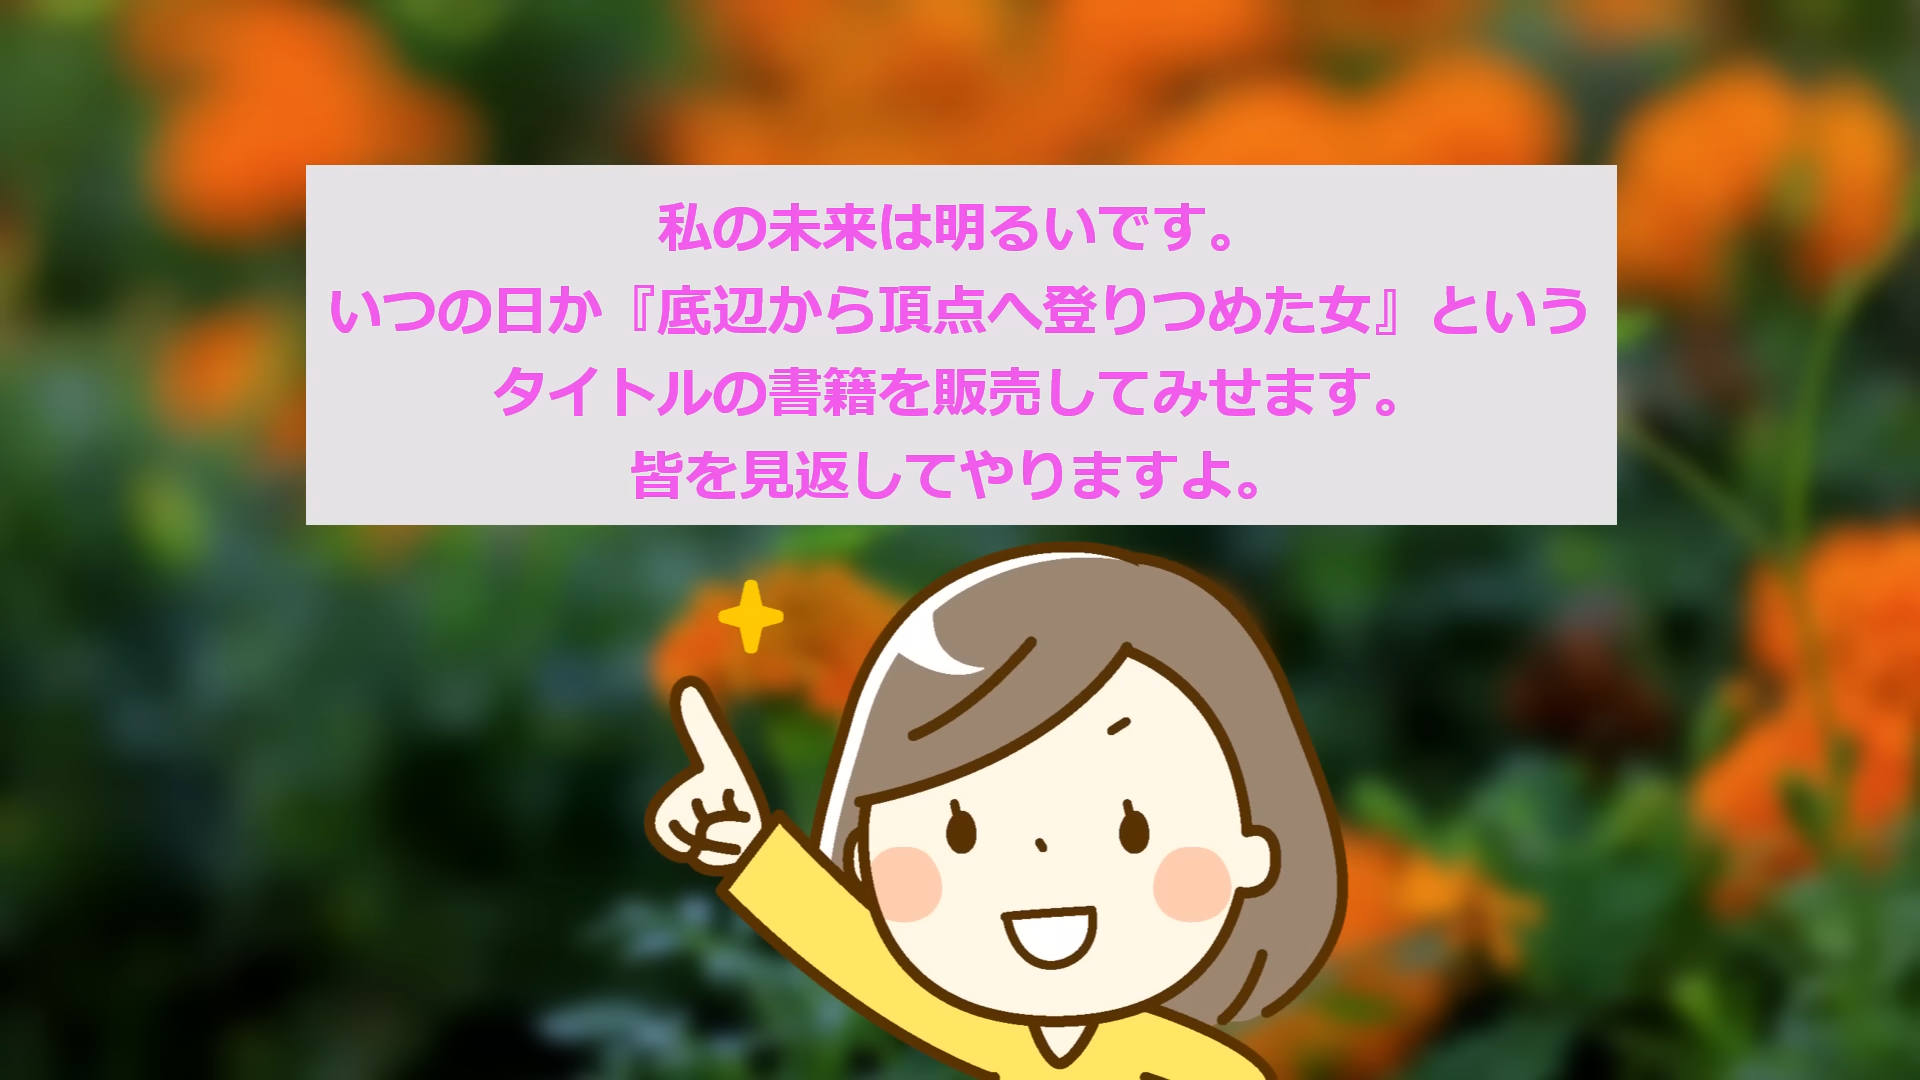 私の未来は明るいです。
いつの日か『底辺から頂点へ登りつめた女』という
タイトルの書籍を販売してみせます。
皆を見返してやりますよ。